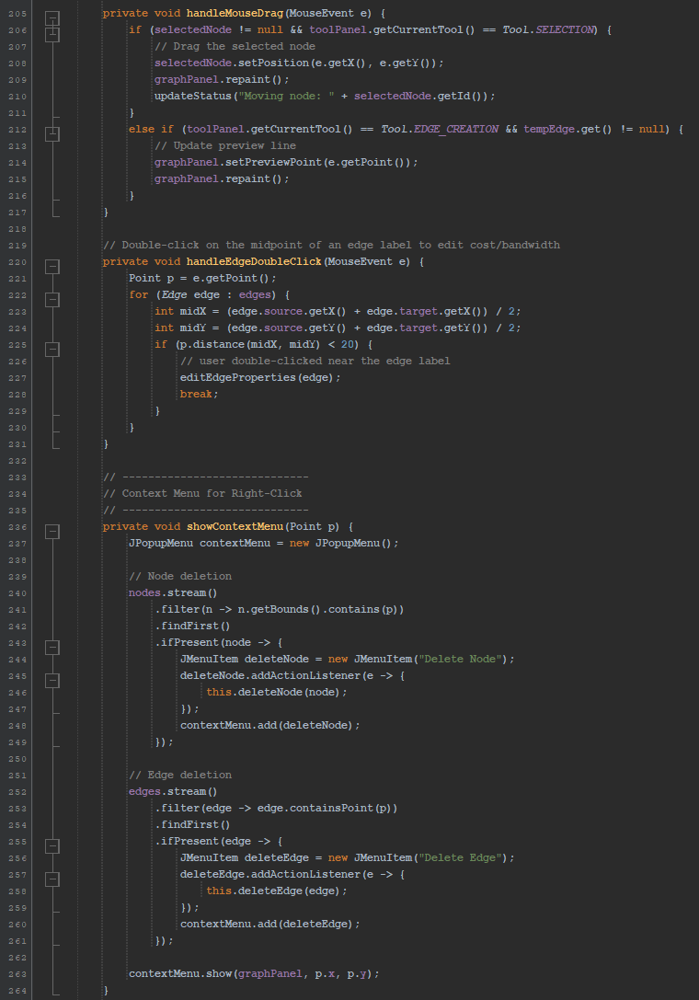 205 private void handleMouseDrag(MouseEvent e) {
206 if (selectedNode != null && toolPanel.getCurrentTool() == Tool.SELECTION) {
207 // Drag the selected node
208 selectedNode.setPosition(e.getX(), e.getY());
209 graphPanel.repaint();
210 updateStatus("Moving node: " + selectedNode.getId());
211 }
212 else if (toolPanel.getCurrentTool() == Tool.EDGE_CREATION && tempEdge.get() != null) {
213 // Update preview line
214 graphPanel.setPreviewPoint(e.getPoint());
215 graphPanel.repaint();
216 }
217 }
218
219 // Double-click on the midpoint of an edge label to edit cost/bandwidth
220 private void handleEdgeDoubleClick(MouseEvent e) {
221 Point p = e.getPoint();
222 for (Edge edge : edges) {
223 int midX = (edge.source.getX() + edge.target.getX()) / 2;
224 int midY = (edge.source.getY() + edge.target.getY()) / 2;
225 if (p.distance(midX, midY) < 20) {
226 // user double-clicked near the edge label
227 editEdgeProperties(edge);
228 break;
229 }
230 }
231 }
232
233 // -----------------------------
234 // Context Menu for Right-Click
235 // -----------------------------
236 private void showContextMenu(Point p) {
237 JPopupMenu contextMenu = new JPopupMenu();
238
239 // Node deletion
240 nodes.stream()
241 .filter(n -> n.getBounds().contains(p))
242 .findFirst()
243 .ifPresent(node -> {
244 JMenuItem deleteNode = new JMenuItem("Delete Node");
245 deleteNode.addActionListener(e -> {
246 this.deleteNode(node);
247 });
248 contextMenu.add(deleteNode);
249 });
250
251 // Edge deletion
252 edges.stream()
253 .filter(edge -> edge.containsPoint(p))
254 .findFirst()
255 .ifPresent(edge -> {
256 JMenuItem deleteEdge = new JMenuItem("Delete Edge");
257 deleteEdge.addActionListener(e -> {
258 this.deleteEdge(edge);
259 });
260 contextMenu.add(deleteEdge);
261 });
262
263 contextMenu.show(graphPanel, p.x, p.y);
264 }